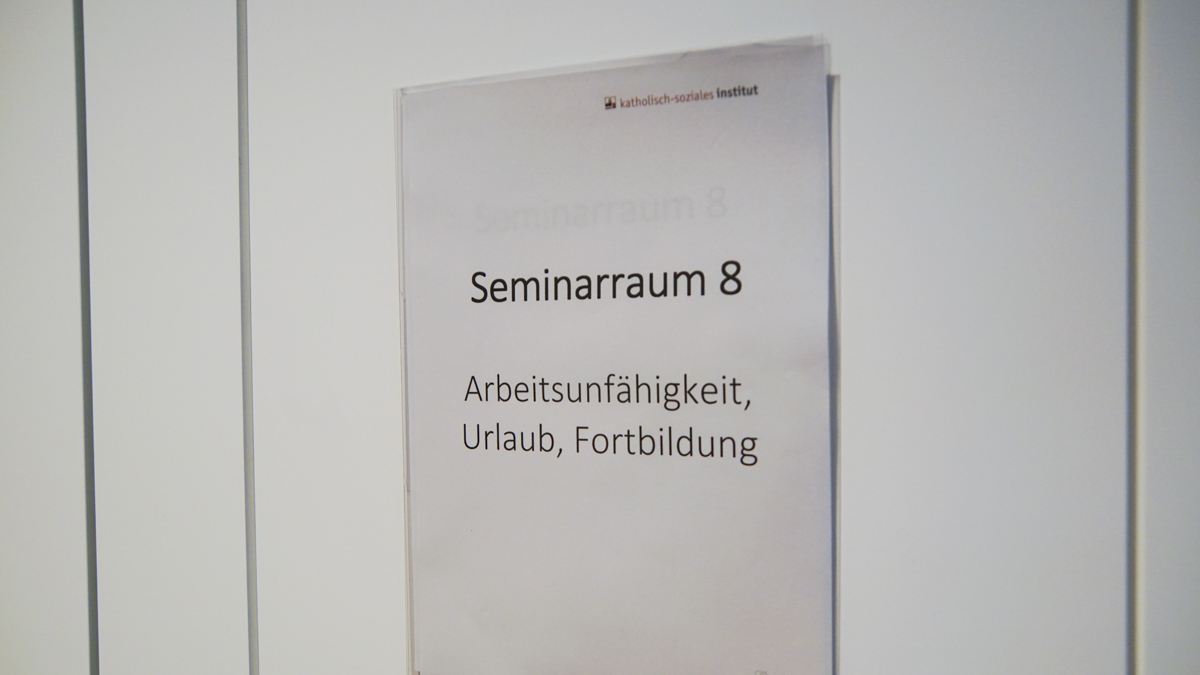 katholisch-soziales institut
Seminarraum 8
Seminarraum 8
Arbeitsunfähigkeit,
Urlaub, Fortbildung